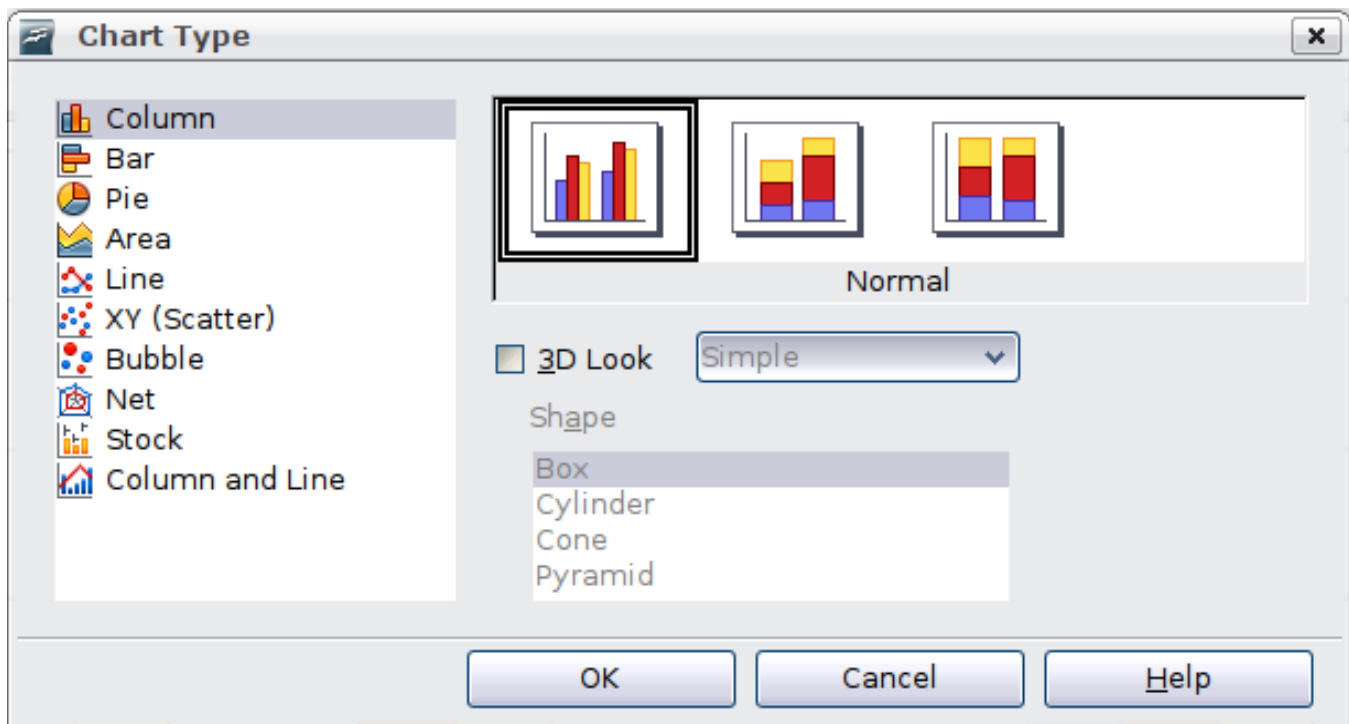 Chart Type
Column
Bar
Pie
Area
Line
XY (Scatter)
Bubble
Net
Stock
Column and Line
Normal
3D Look
Simple
Shape
Box
Cylinder
Cone
Pyramid
OK
Cancel
Help